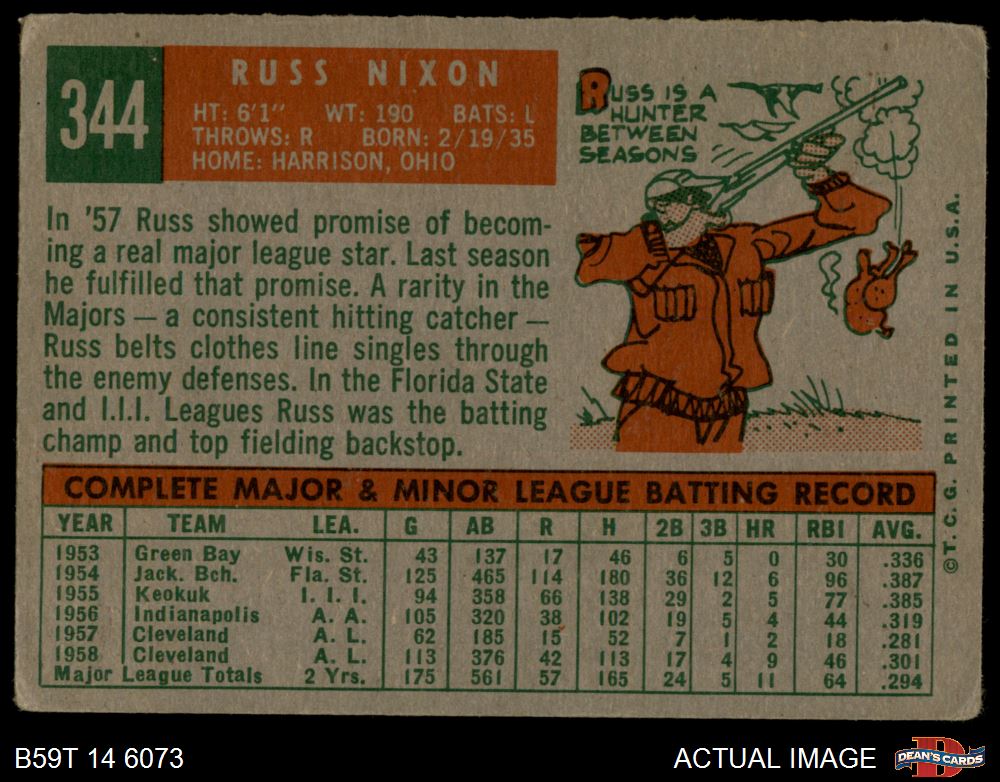 344
RUSS NIXON
HT: 6'1" WT: 190 BATS: L
THROWS: R BORN: 2/19/35
HOME: HARRISON, OHIO
RUSS IS A
HUNTER
BETWEEN
SEASONS
In '57 Russ showed promise of becom-
ing a real major league star. Last season
he fulfilled that promise. A rarity in the
Majors — a consistent hitting catcher —
Russ belts clothes line singles through
the enemy defenses. In the Florida State
and I.I.I. Leagues Russ was the batting
champ and top fielding backstop.
COMPLETE MAJOR & MINOR LEAGUE BATTING RECORD
YEAR TEAM LEA. G AB R H 2B 3B HR RBI AVG.
1953 Green Bay Wis. St. 43 137 17 46 6 5 0 30 .336
1954 Jack. Bch. Fla. St. 125 465 114 180 36 12 6 96 .387
1955 Keokuk I. I. I. 94 358 66 138 29 2 5 77 .385
1956 Indianapolis A. A. 105 320 38 102 19 5 4 44 .319
1957 Cleveland A. L. 62 185 15 52 7 1 2 18 .281
1958 Cleveland A. L. 113 376 42 113 17 4 9 46 .301
Major League Totals 2 Yrs. 175 561 57 165 24 5 11 64 .294
©T. C. G. PRINTED IN U.S.A.
B59T 14 6073
ACTUAL IMAGE
D
DEAN'S CARDS